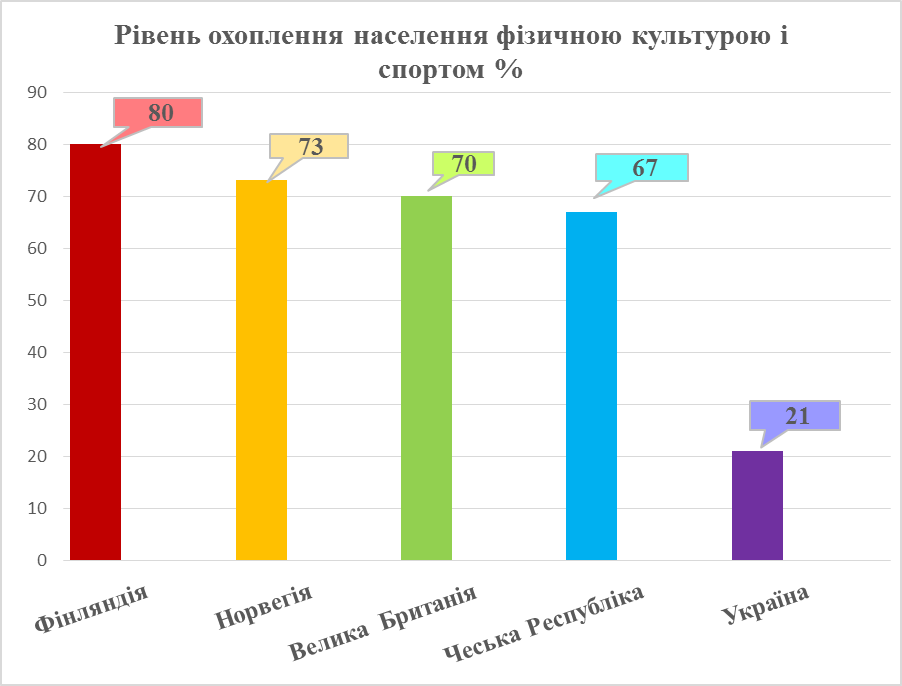 Рівень охоплення населення фізичною культурою і
спортом %
90
80
70
60
50
40
30
20
10
0
80
73
70
67
21
Фінляндія
Норвегія
Велика Британія
Чеська Республіка
Україна